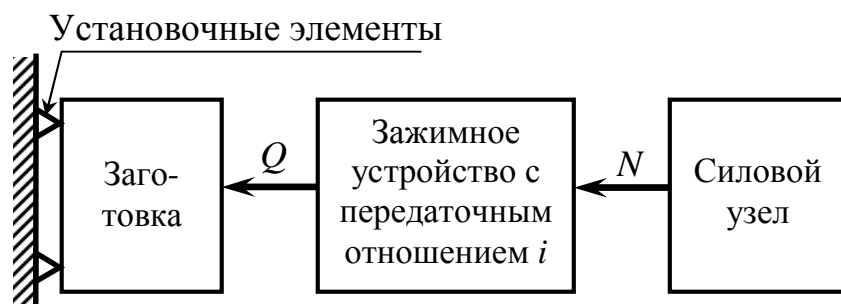 Установочные элементы
Заго-
товка
Q
Зажимное
устройство с
передаточным
отношением i
N
Силовой
узел